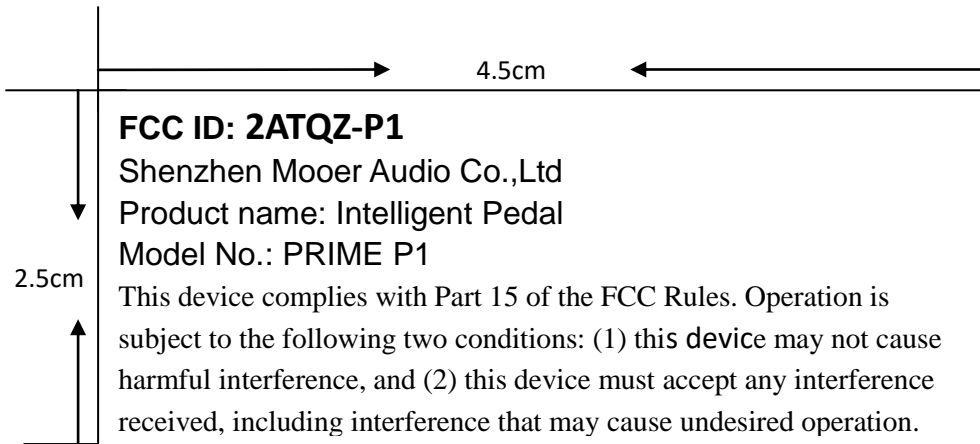 4.5cm
FCC ID: 2ATQZ-P1
Shenzhen Mooer Audio Co.,Ltd
Product name: Intelligent Pedal
Model No.: PRIME P1
2.5cm
This device complies with Part 15 of the FCC Rules. Operation is
subject to the following two conditions: (1) this device may not cause
harmful interference, and (2) this device must accept any interference
received, including interference that may cause undesired operation.